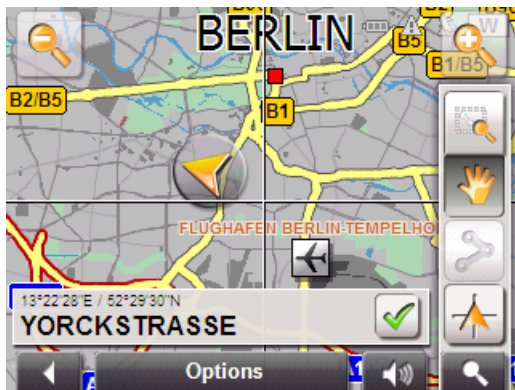 BERLIN
W
B5
B1/B5
B2/B5
B1
FLUGHAFEN BERLIN-TEMPELHO
13°22'28"E / 52°29'30"N
YORCKSTRASSE
Options